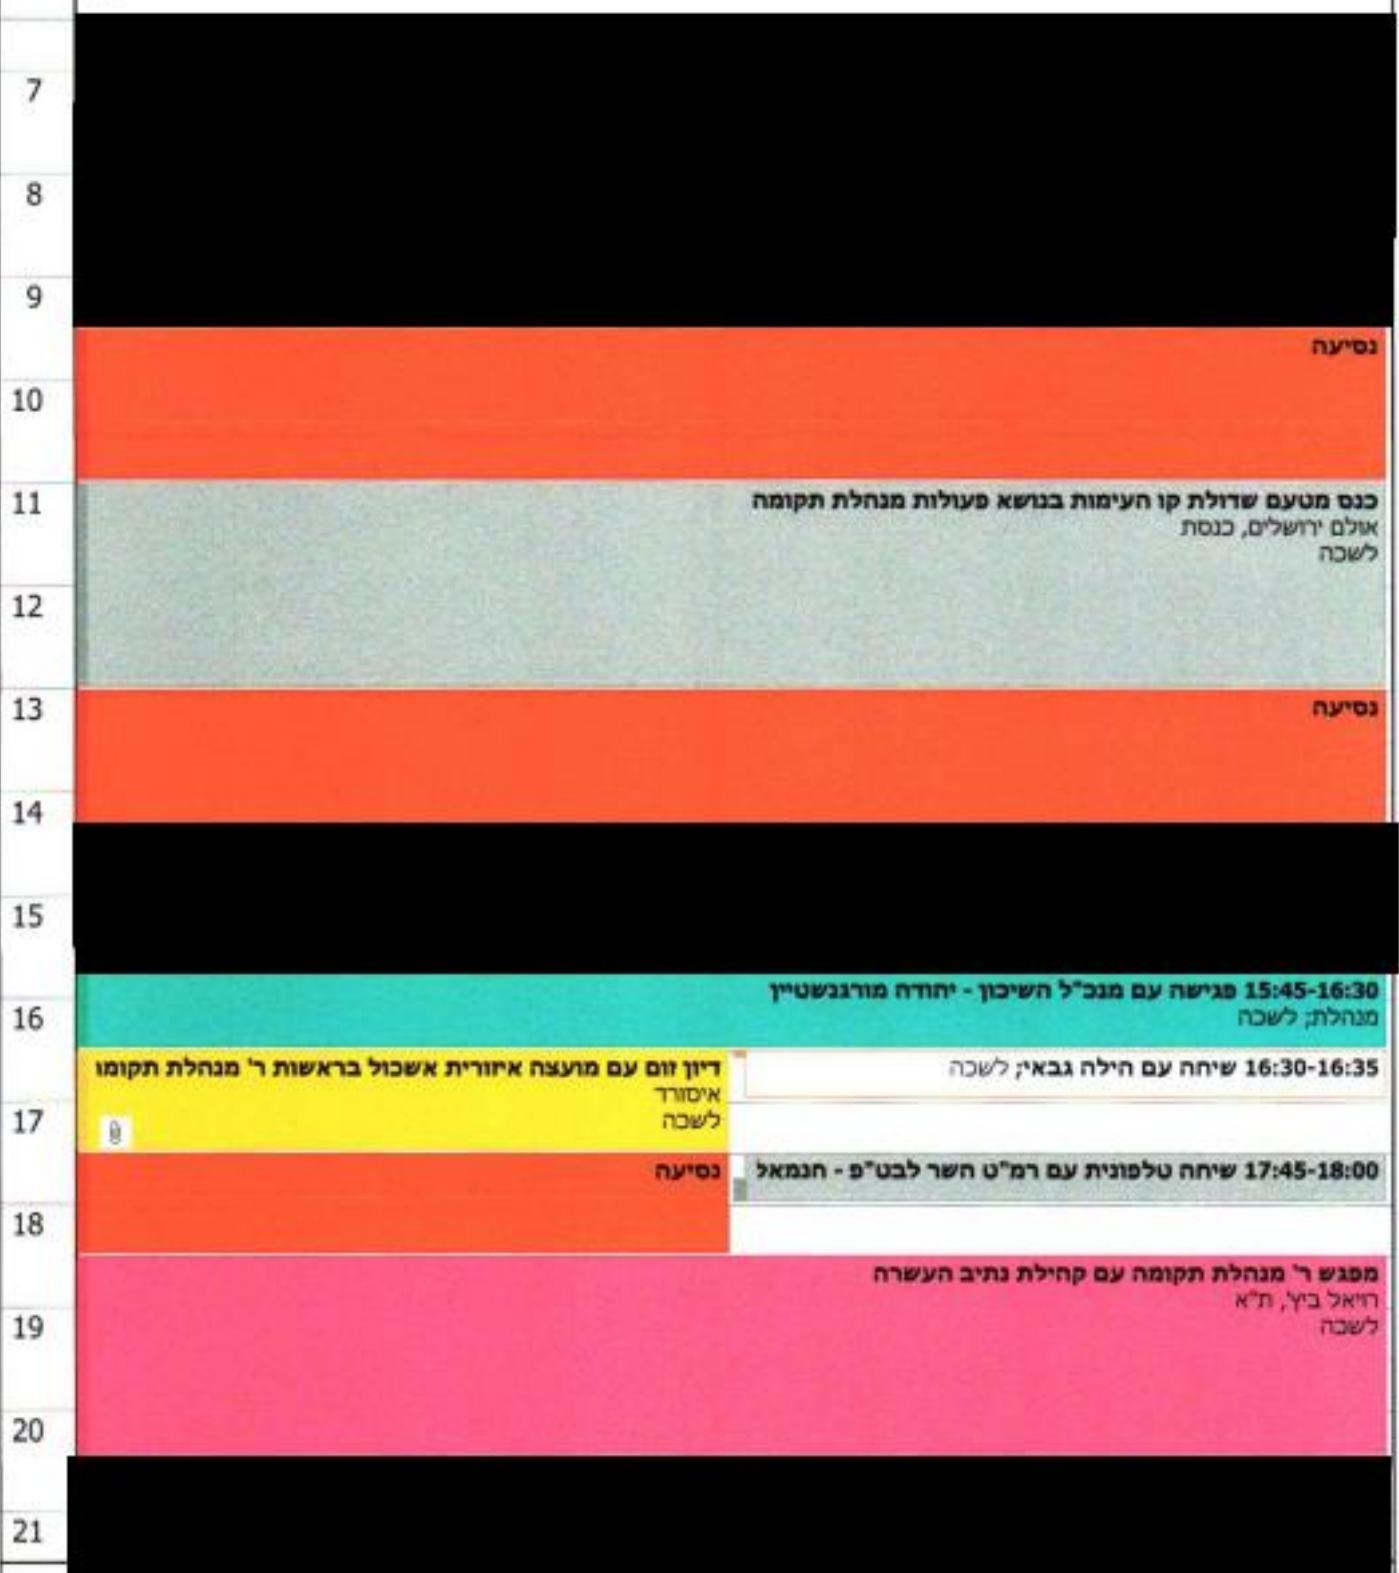 7
8
9
נסיעה
10
11
כנס מטעם שדולת קו העימות בנושא פעולות מנהלת תקומה
אולם ירושלים, כנסת
לשכה
12
13
נסיעה
14
15
15:45-16:30 פגישה עם מנכ"ל השיכון - יהודה מורגנשטיין
מנהלת; לשכה
16
16:30-16:35 שיחה עם הילה גבאי; לשכה
דיון זום עם מועצה איזורית אשכול בראשות ר' מנהלת תקומו
איסורד
לשכה
17
17:45-18:00 שיחה טלפונית עם רמ"ט השר לבט"פ - חנמאל
נסיעה
18
מפגש ר' מנהלת תקומה עם קהילת נתיב העשרה
רויאל ביץ', ת"א
לשכה
19
20
21